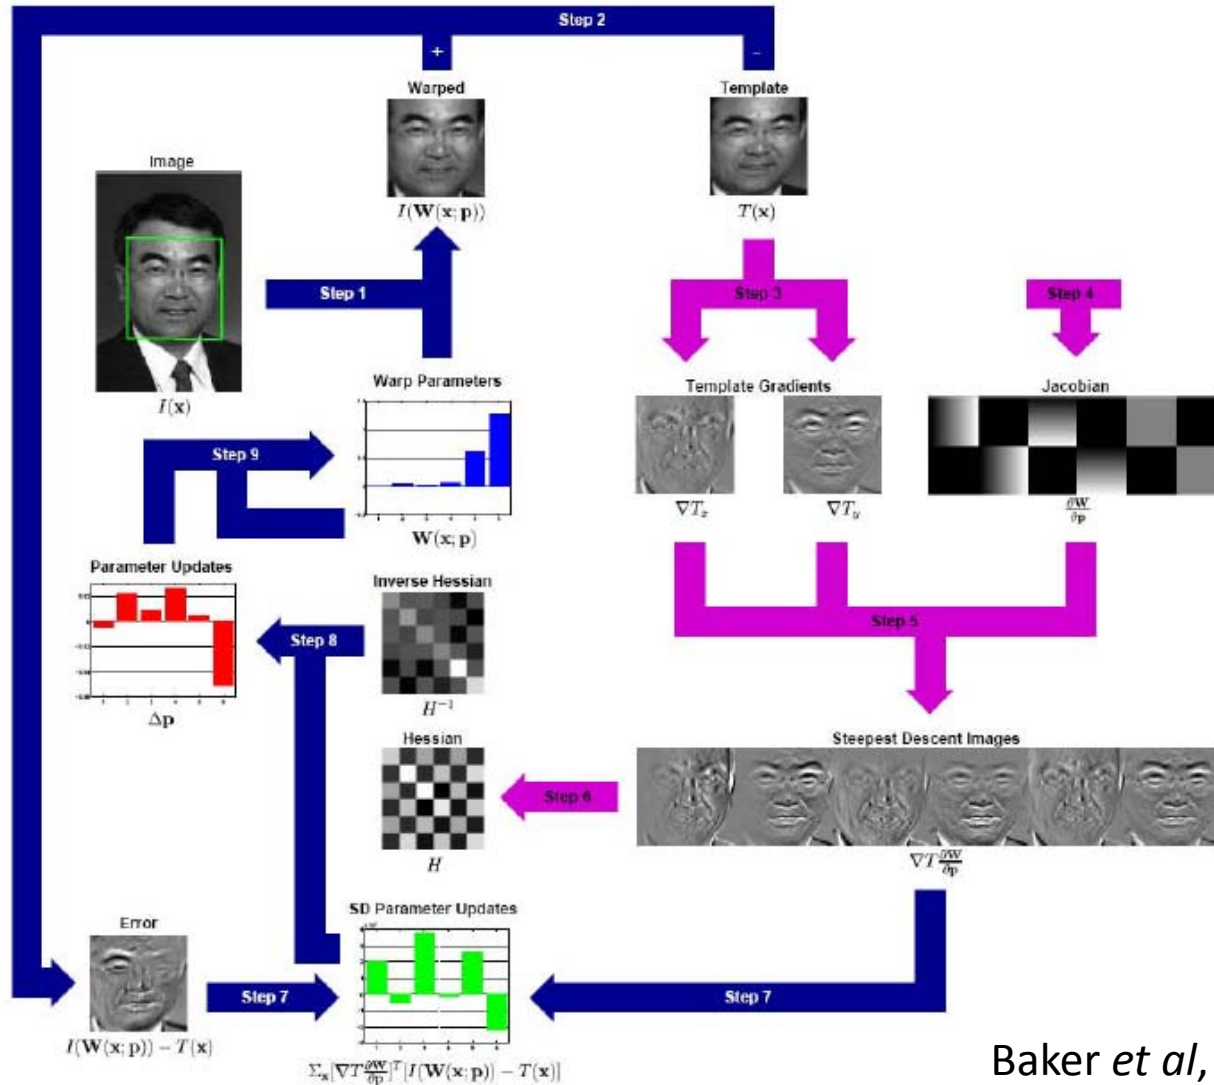 Step 2
+
-
Warped
Template
Image
I(W(x; p))
T(x)
Step 1
Step 3
Step 4
I(x)
Warp Parameters
Template Gradients
Jacobian
Step 9
W(x; p)
∇T_x
∇T_y
∂W/∂p
Parameter Updates
Inverse Hessian
Step 8
Step 5
Δp
H⁻¹
Hessian
Steepest Descent Images
Step 6
H
∇T ∂W/∂p
Error
SD Parameter Updates
Step 7
Step 7
I(W(x; p)) − T(x)
Σ_x[∇T ∂W/∂p]^T[I(W(x; p)) − T(x)]
Baker et al,